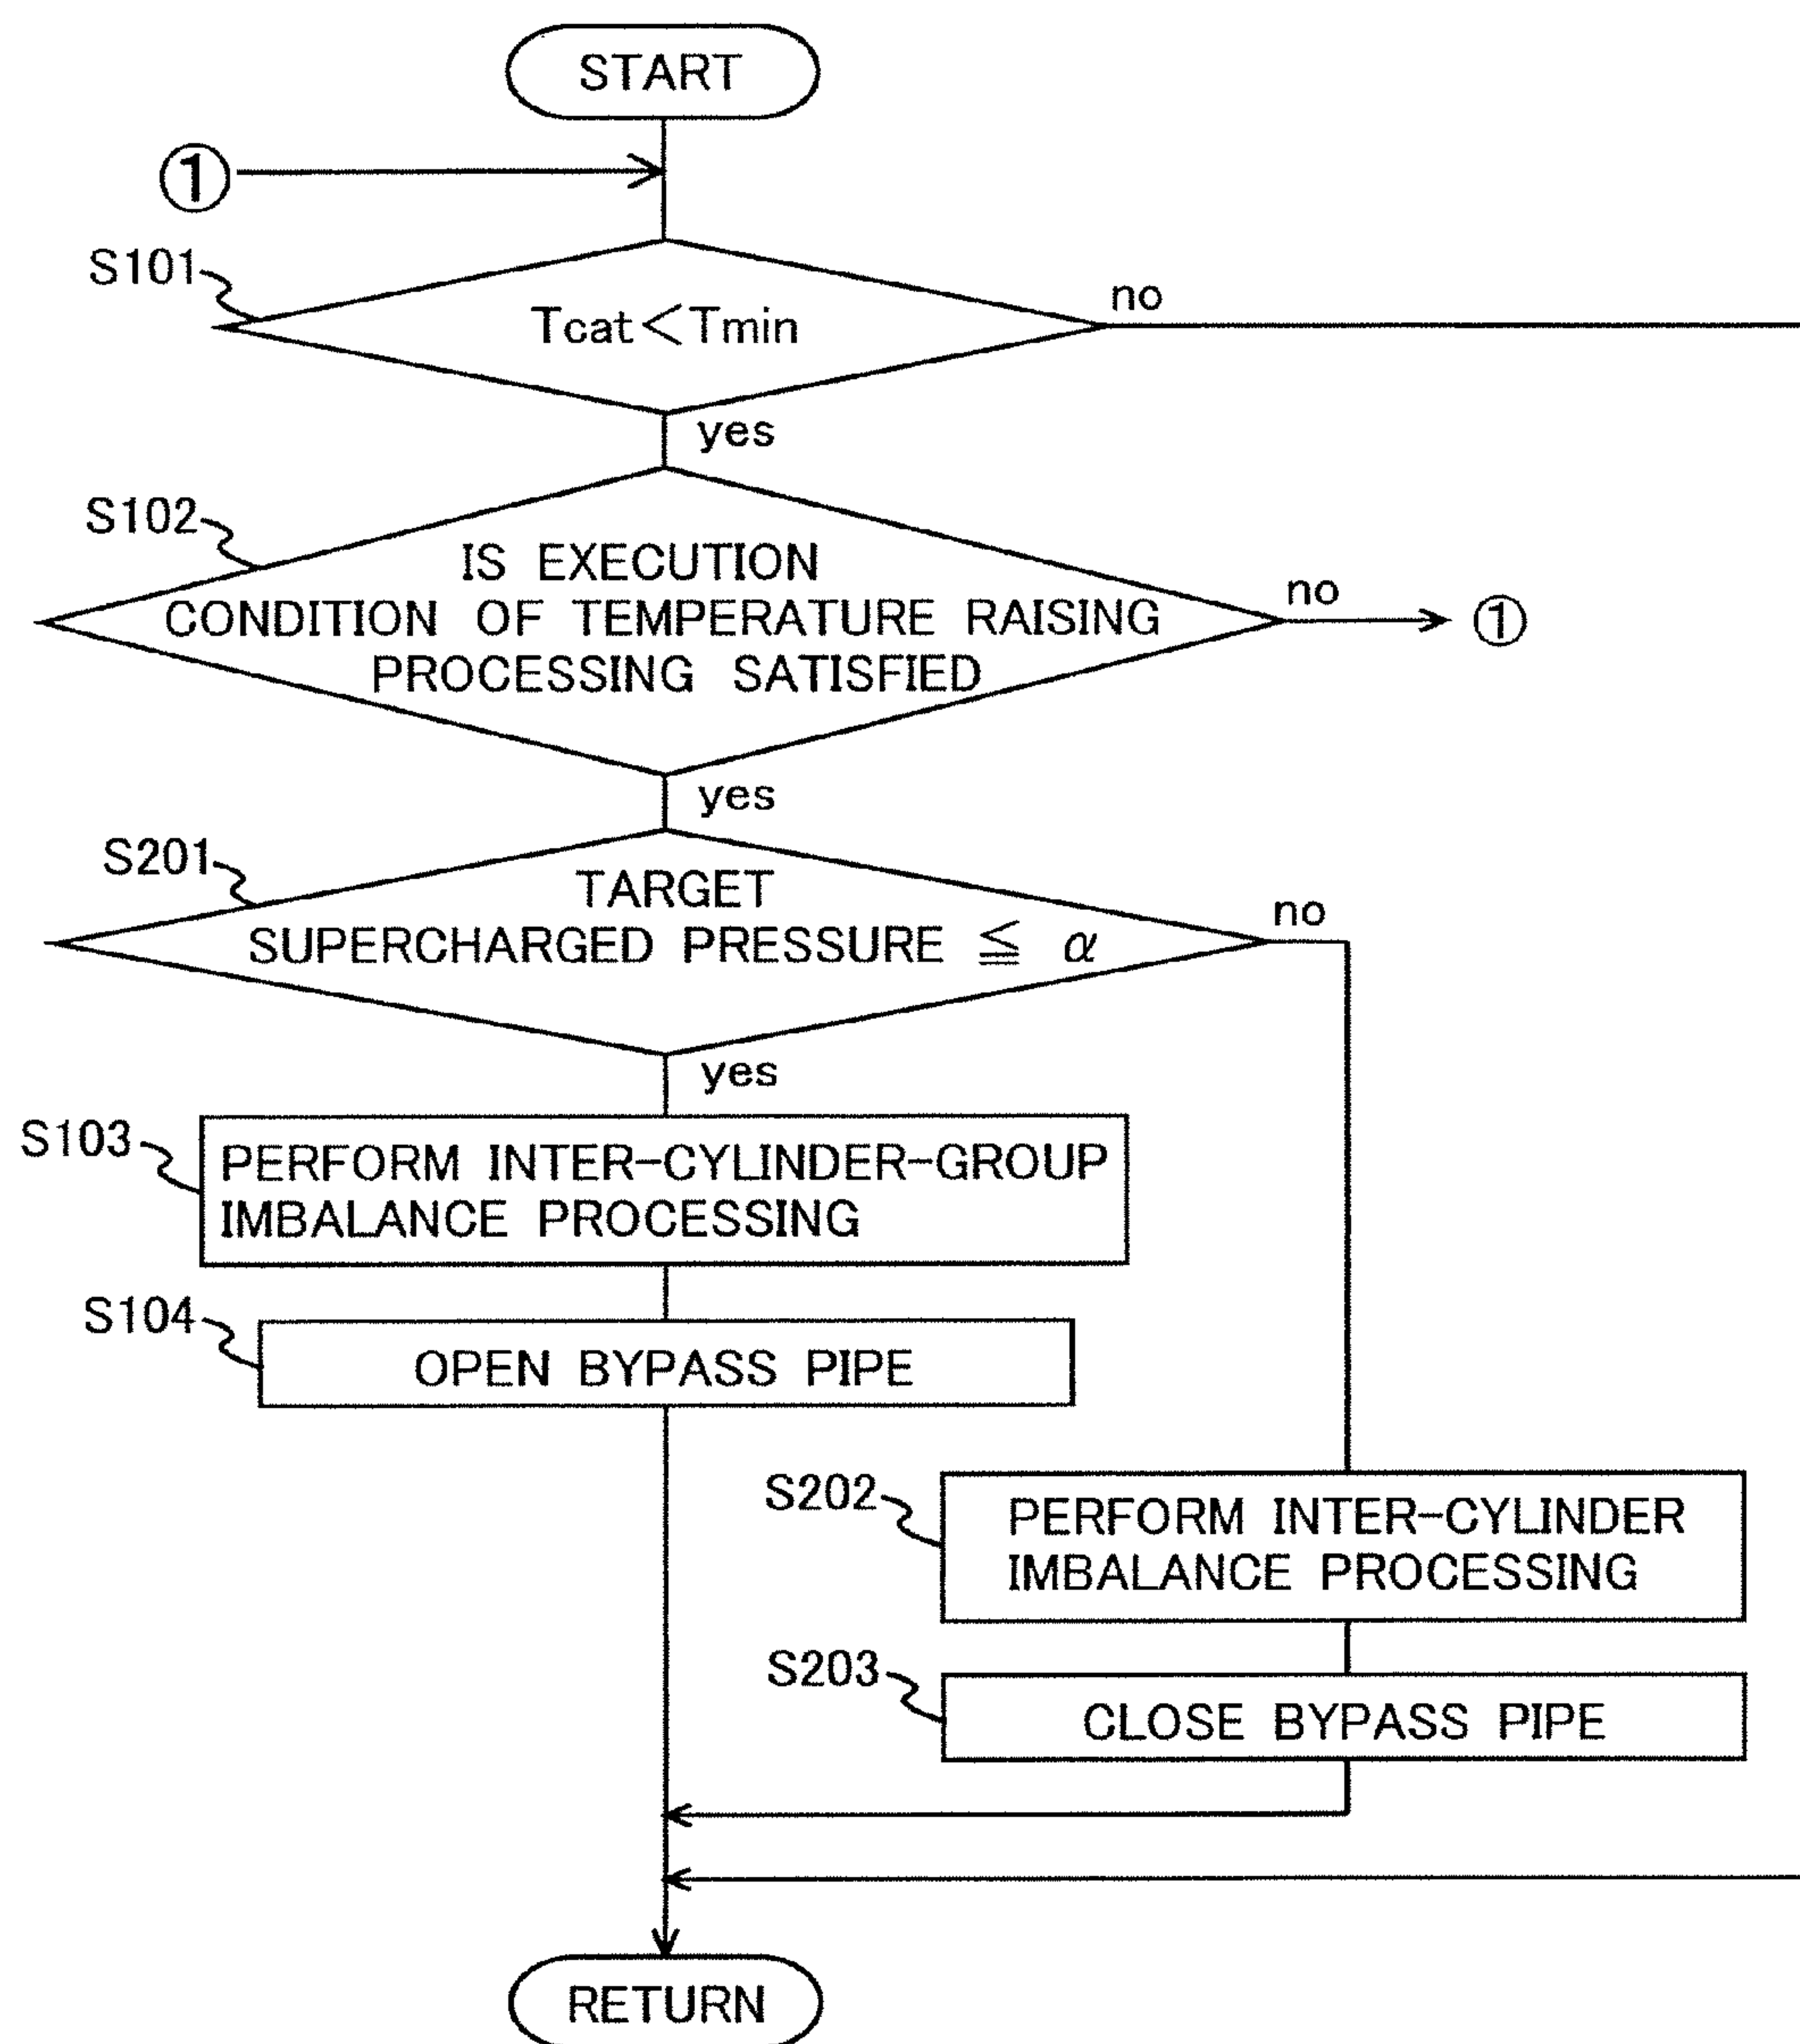 START
①
S101
Tcat<Tmin
no
yes
S102
IS EXECUTION
CONDITION OF TEMPERATURE RAISING
PROCESSING SATISFIED
no
①
yes
S201
TARGET
SUPERCHARGED PRESSURE ≦ α
no
yes
S103
PERFORM INTER-CYLINDER-GROUP
IMBALANCE PROCESSING
S104
OPEN BYPASS PIPE
S202
PERFORM INTER-CYLINDER
IMBALANCE PROCESSING
S203
CLOSE BYPASS PIPE
RETURN